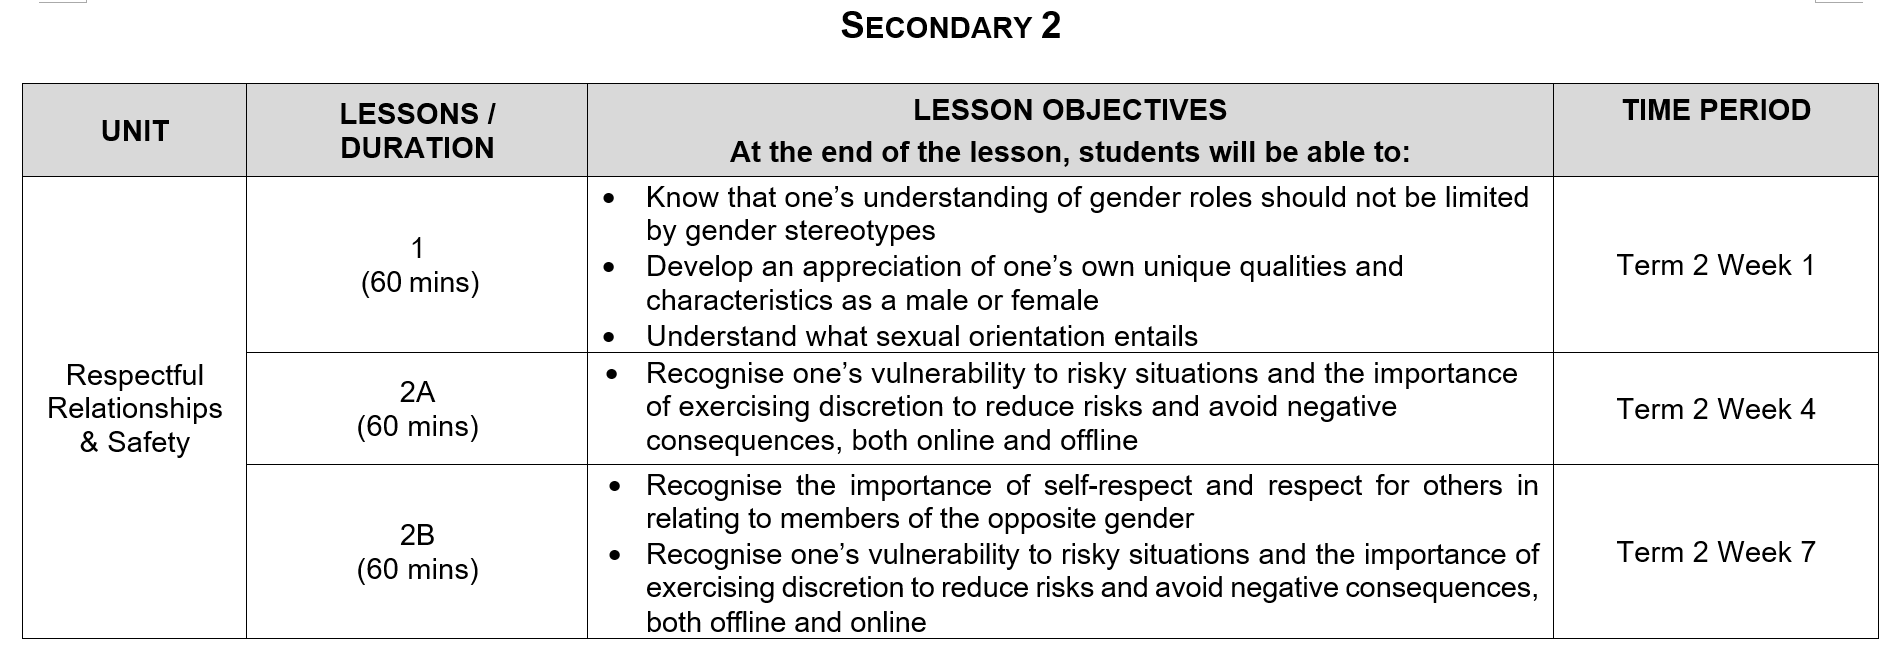 SECONDARY 2
UNIT
LESSONS /
DURATION
LESSON OBJECTIVES
At the end of the lesson, students will be able to:
TIME PERIOD
Respectful
Relationships
& Safety
1
(60 mins)
• Know that one’s understanding of gender roles should not be limited
by gender stereotypes
• Develop an appreciation of one’s own unique qualities and
characteristics as a male or female
• Understand what sexual orientation entails
Term 2 Week 1
2A
(60 mins)
• Recognise one’s vulnerability to risky situations and the importance
of exercising discretion to reduce risks and avoid negative
consequences, both online and offline
Term 2 Week 4
2B
(60 mins)
• Recognise the importance of self-respect and respect for others in
relating to members of the opposite gender
• Recognise one’s vulnerability to risky situations and the importance of
exercising discretion to reduce risks and avoid negative consequences,
both offline and online
Term 2 Week 7